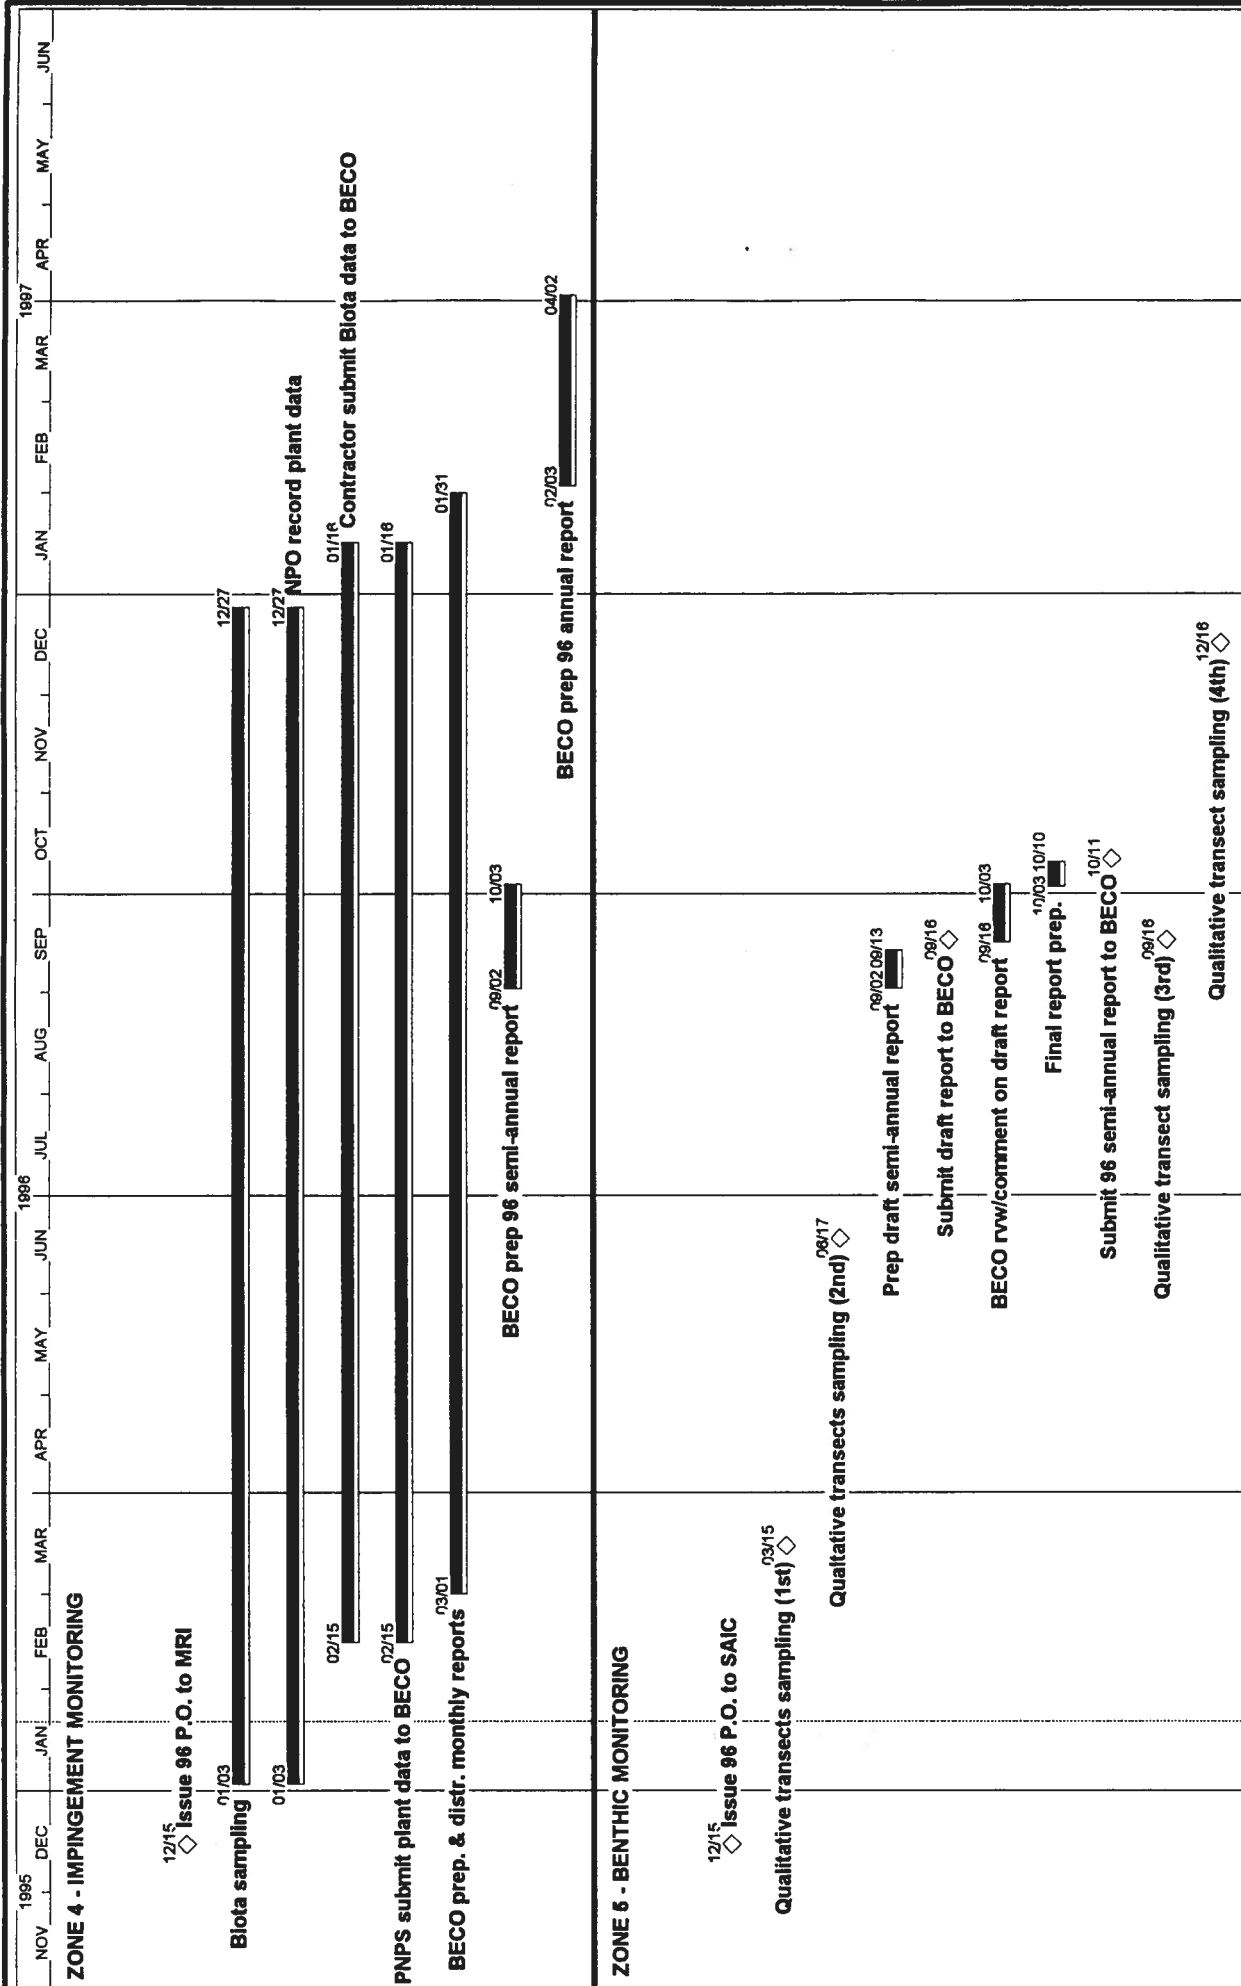 1995 1996 1997
NOV DEC JAN FEB MAR APR MAY JUN JUL AUG SEP OCT NOV DEC JAN FEB MAR APR MAY JUN
ZONE 4 - IMPINGEMENT MONITORING
12/15 Issue 96 P.O. to MRI
Biota sampling 01/03 12/27
01/03 12/27 NPO record plant data
02/15 01/16 Contractor submit Biota data to BECO
PNPS submit plant data to BECO 02/15 01/16
BECO prep. & distr. monthly reports 03/01 01/31
BECO prep 96 semi-annual report 09/02 10/03
BECO prep 96 annual report 02/03 04/02
ZONE 5 - BENTHIC MONITORING
12/15 Issue 96 P.O. to SAIC
Qualitative transects sampling (1st) 03/15
Qualtative transects sampling (2nd) 06/17
Prep draft semi-annual report 09/02 09/13
Submit draft report to BECO 09/16
BECO rvw/comment on draft report 09/16 10/03
Final report prep. 10/03 10/10
Submit 96 semi-annual report to BECO 10/11
Qualitative transect sampling (3rd) 09/16
Qualitative transect sampling (4th) 12/16